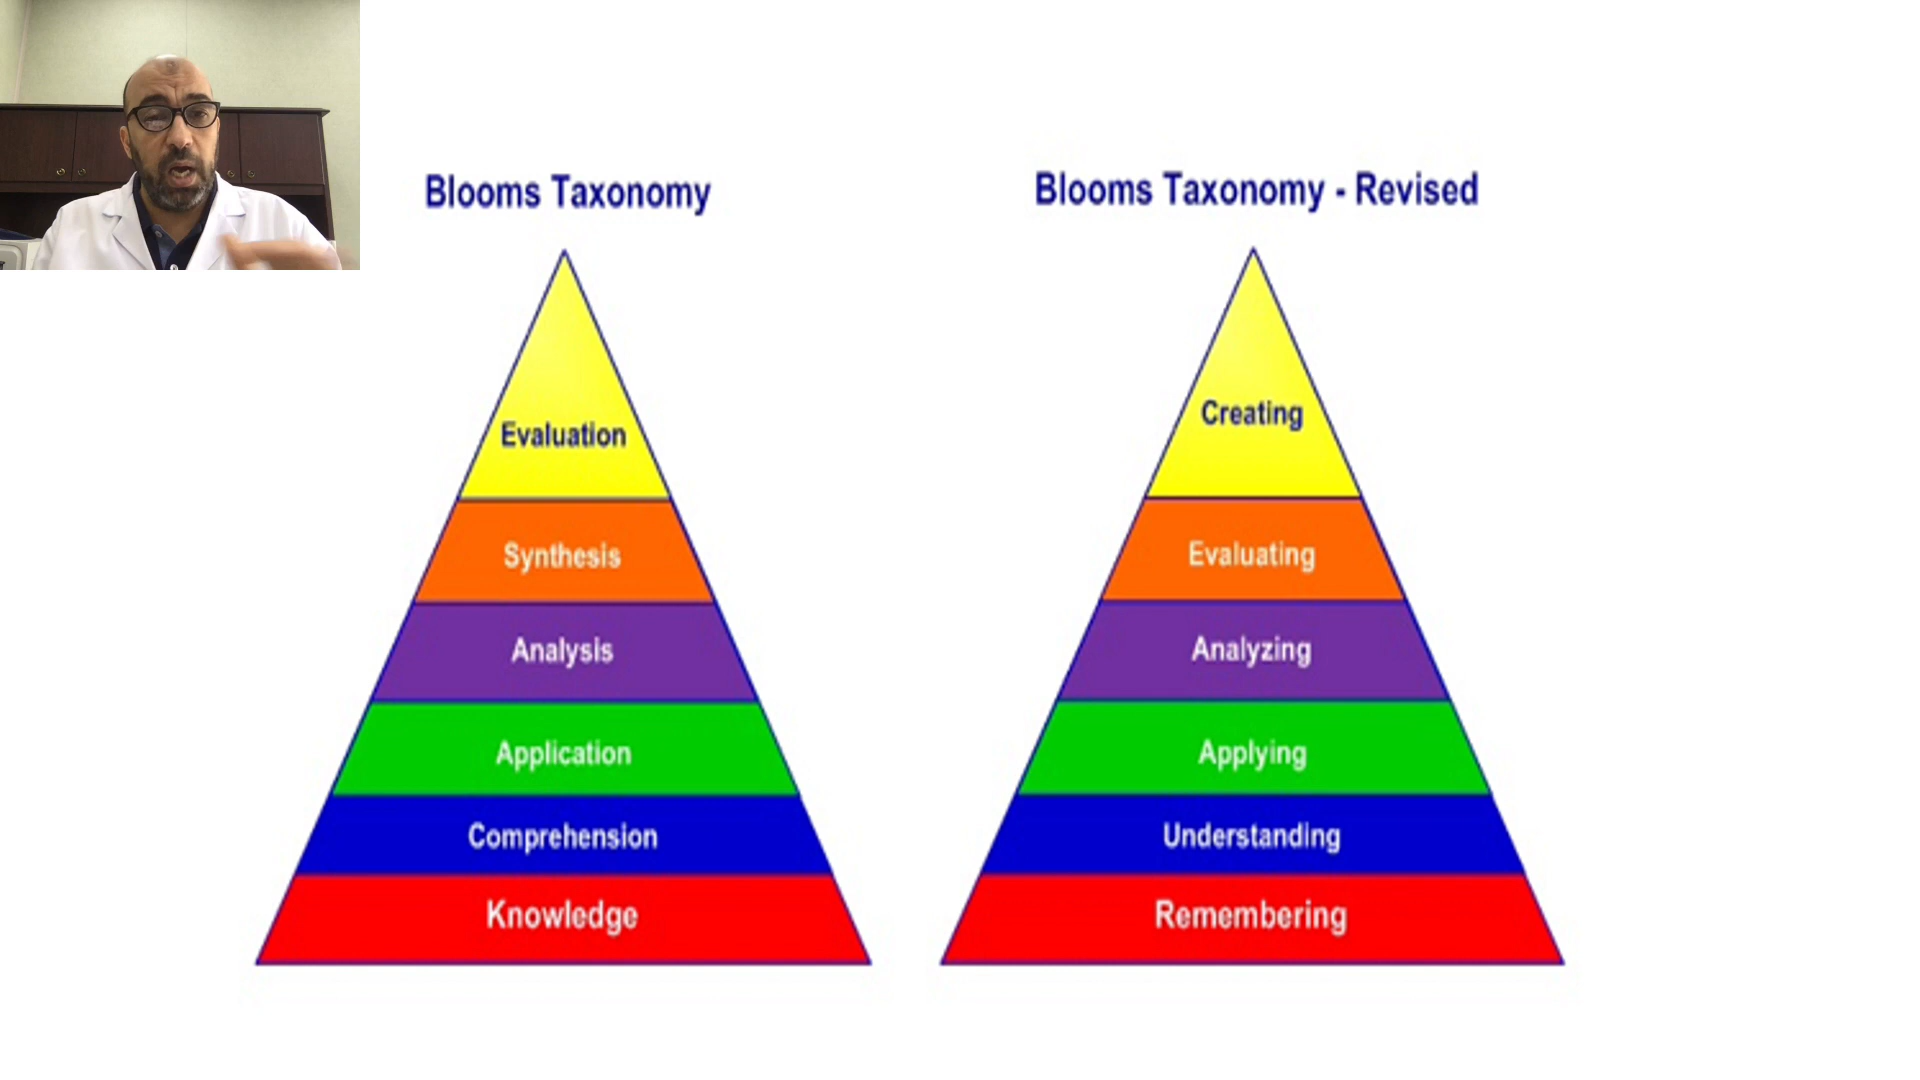 Blooms Taxonomy
Evaluation
Synthesis
Analysis
Application
Comprehension
Knowledge
Blooms Taxonomy - Revised
Creating
Evaluating
Analyzing
Applying
Understanding
Remembering